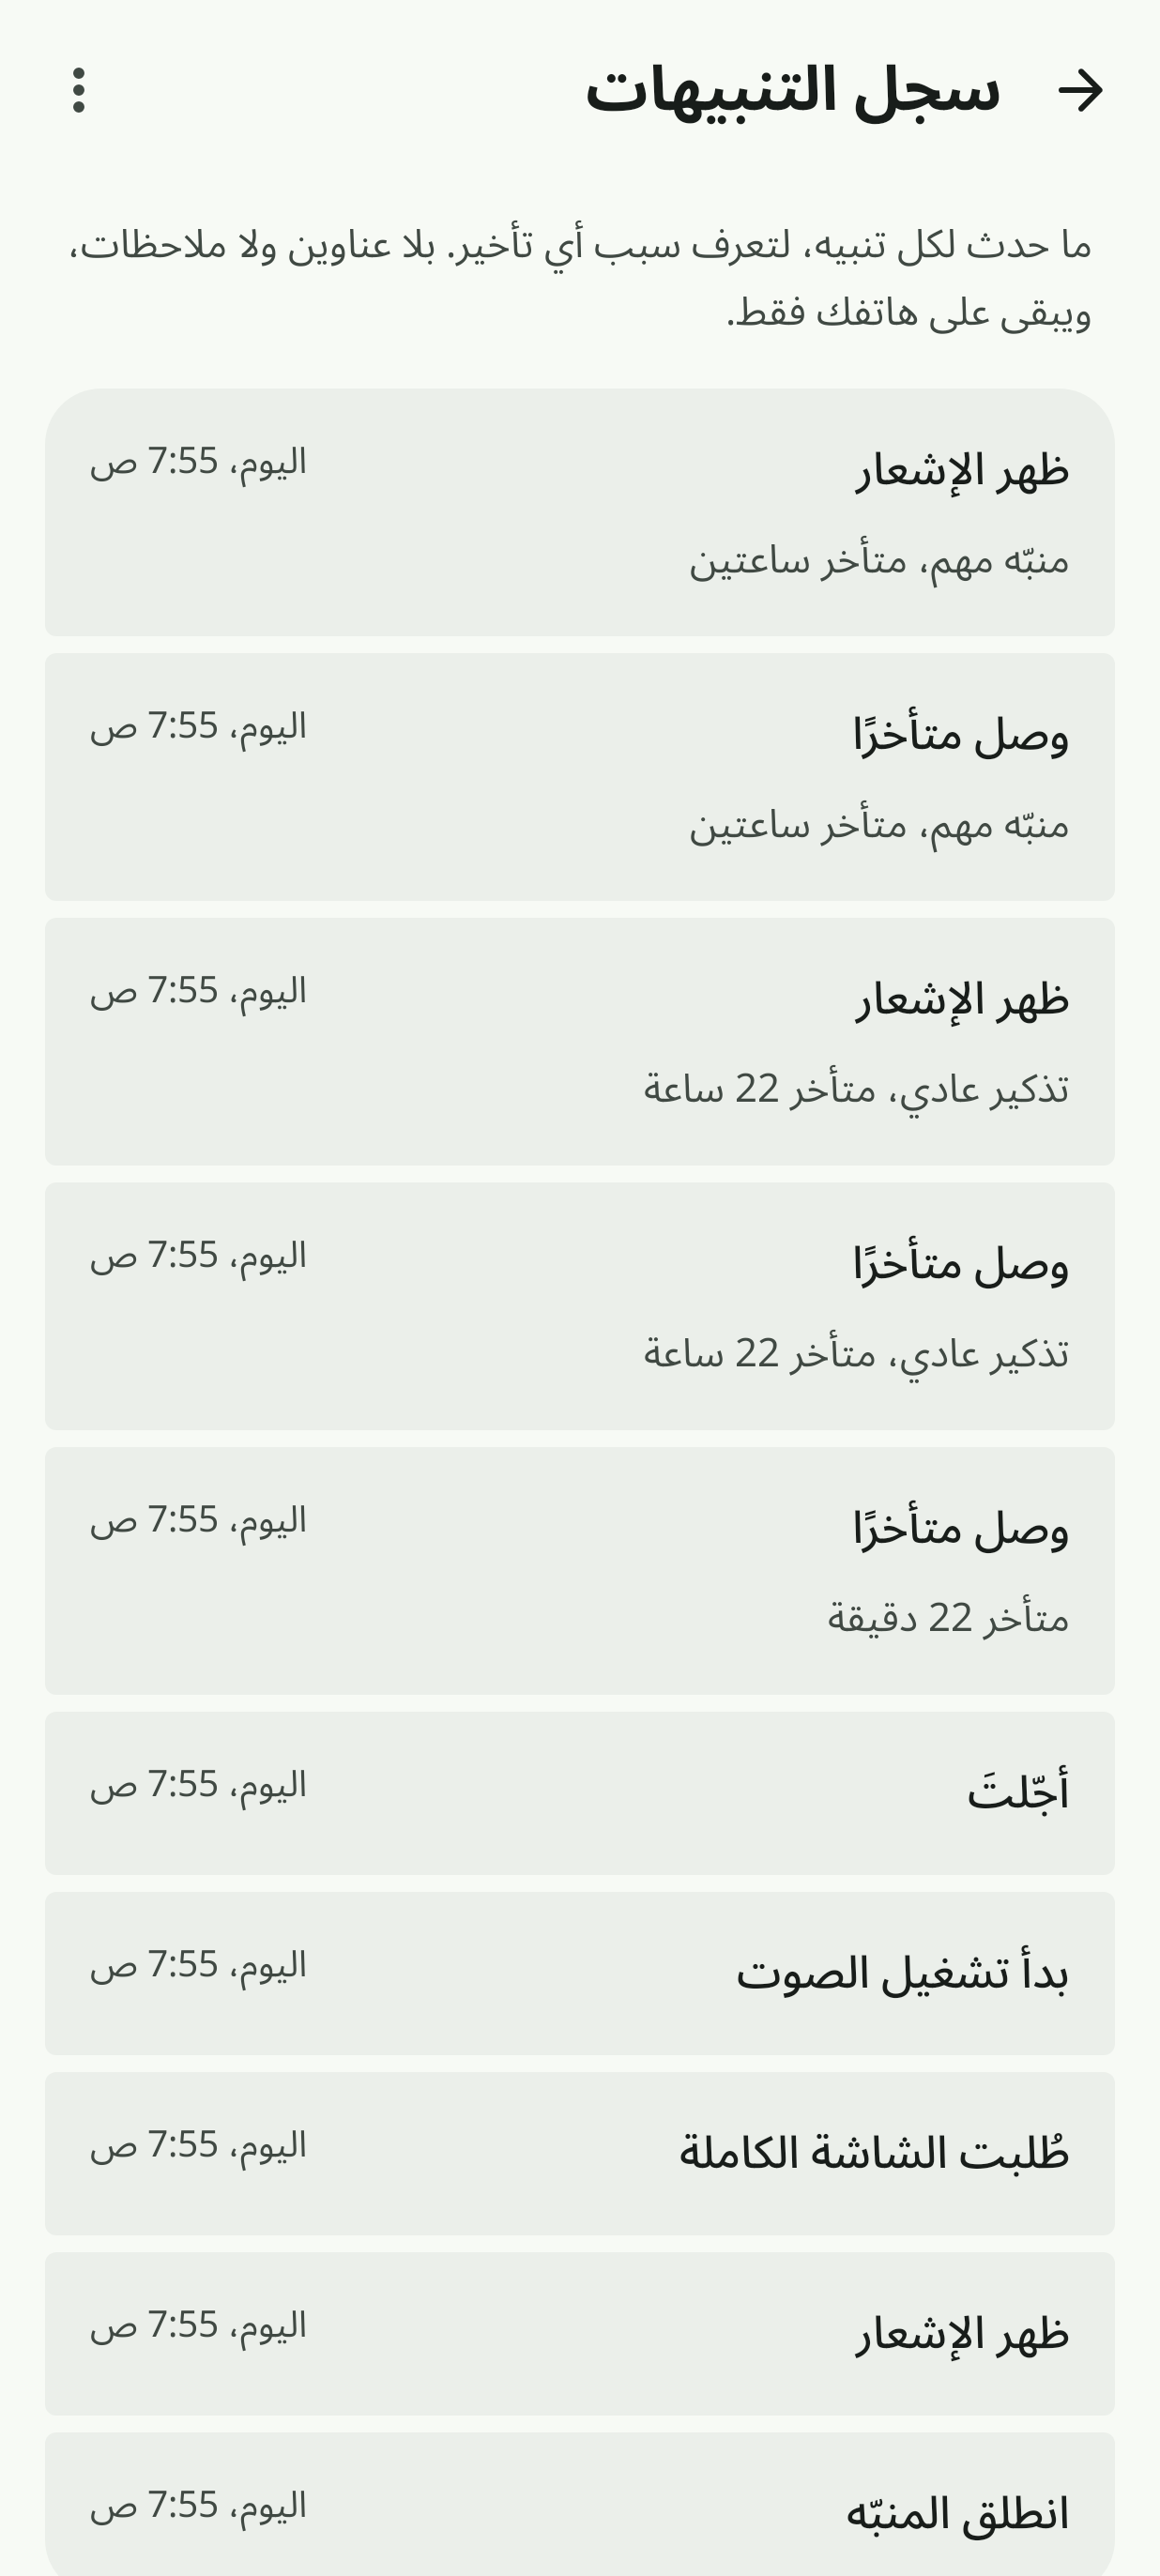 سجل التنبيهات
ما حدث لكل تنبيه، لتعرف سبب أي تأخير. بلا عناوين ولا ملاحظات،
ويبقى على هاتفك فقط.
ظهر الإشعار
اليوم، 7:55 ص
منبّه مهم، متأخر ساعتين
وصل متأخرًا
اليوم، 7:55 ص
منبّه مهم، متأخر ساعتين
ظهر الإشعار
اليوم، 7:55 ص
تذكير عادي، متأخر 22 ساعة
وصل متأخرًا
اليوم، 7:55 ص
تذكير عادي، متأخر 22 ساعة
وصل متأخرًا
اليوم، 7:55 ص
متأخر 22 دقيقة
أجّلتَ
اليوم، 7:55 ص
بدأ تشغيل الصوت
اليوم، 7:55 ص
طُلبت الشاشة الكاملة
اليوم، 7:55 ص
ظهر الإشعار
اليوم، 7:55 ص
انطلق المنبّه
اليوم، 7:55 ص